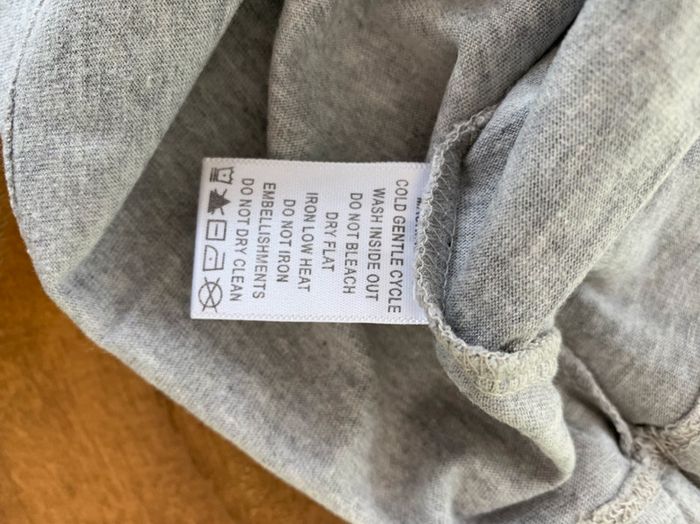 COLD GENTLE CYCLE
WASH INSIDE OUT
DO NOT BLEACH
DRY FLAT
IRON LOW HEAT
DO NOT IRON
EMBELLISHMENTS
DO NOT DRY CLEAN